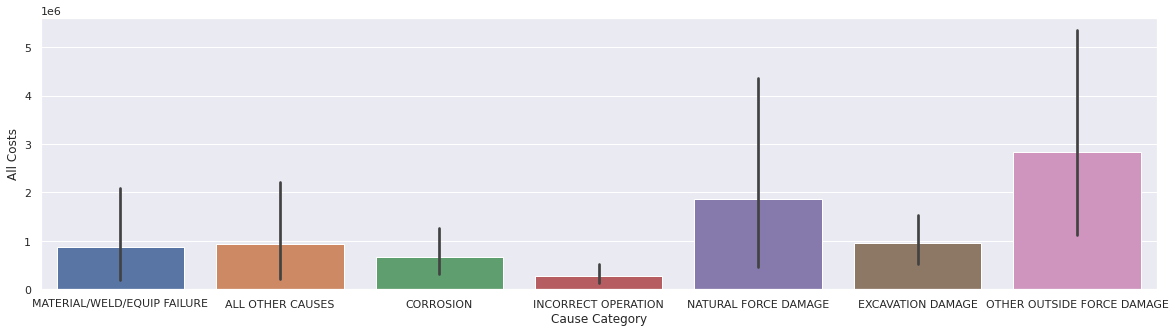 1e6
5
4
3
2
1
0
All Costs
MATERIAL/WELD/EQUIP FAILURE ALL OTHER CAUSES CORROSION INCORRECT OPERATION NATURAL FORCE DAMAGE EXCAVATION DAMAGE OTHER OUTSIDE FORCE DAMAGE
Cause Category